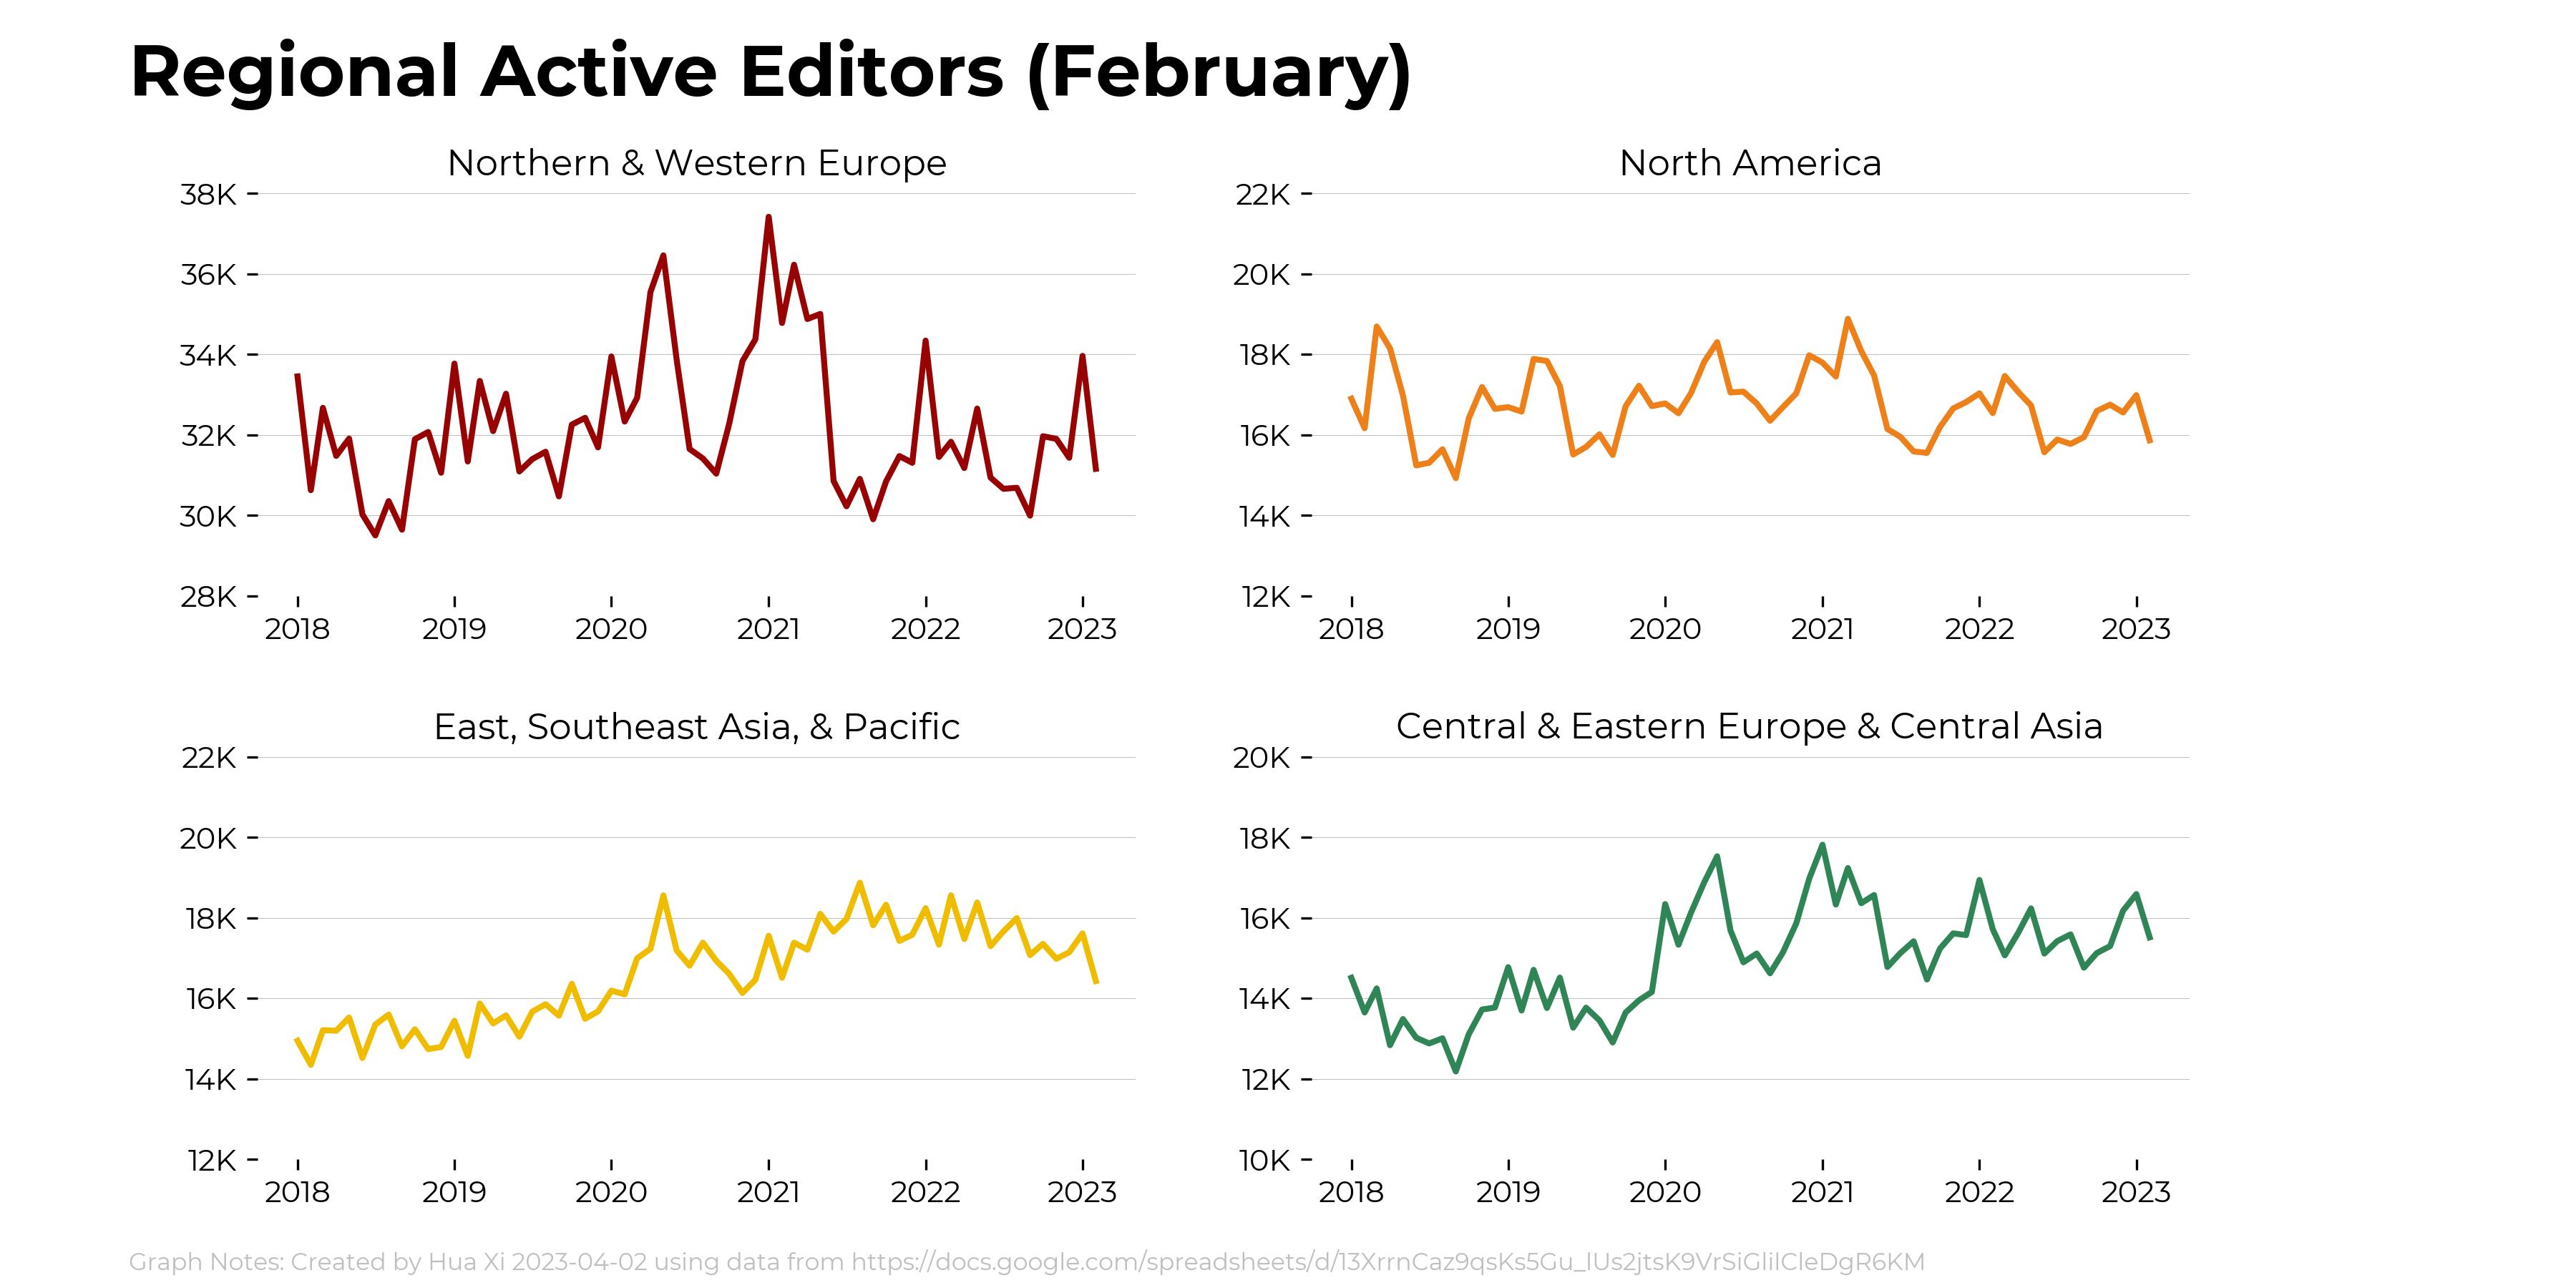 Regional Active Editors (February)
Northern & Western Europe
38K
36K
34K
32K
30K
28K
2018 2019 2020 2021 2022 2023
North America
22K
20K
18K
16K
14K
12K
2018 2019 2020 2021 2022 2023
East, Southeast Asia, & Pacific
22K
20K
18K
16K
14K
12K
2018 2019 2020 2021 2022 2023
Central & Eastern Europe & Central Asia
20K
18K
16K
14K
12K
10K
2018 2019 2020 2021 2022 2023
Graph Notes: Created by Hua Xi 2023-04-02 using data from https://docs.google.com/spreadsheets/d/13XrrnCaz9qsKs5Gu_lUs2jtsK9VrSiGlilCleDgR6KM